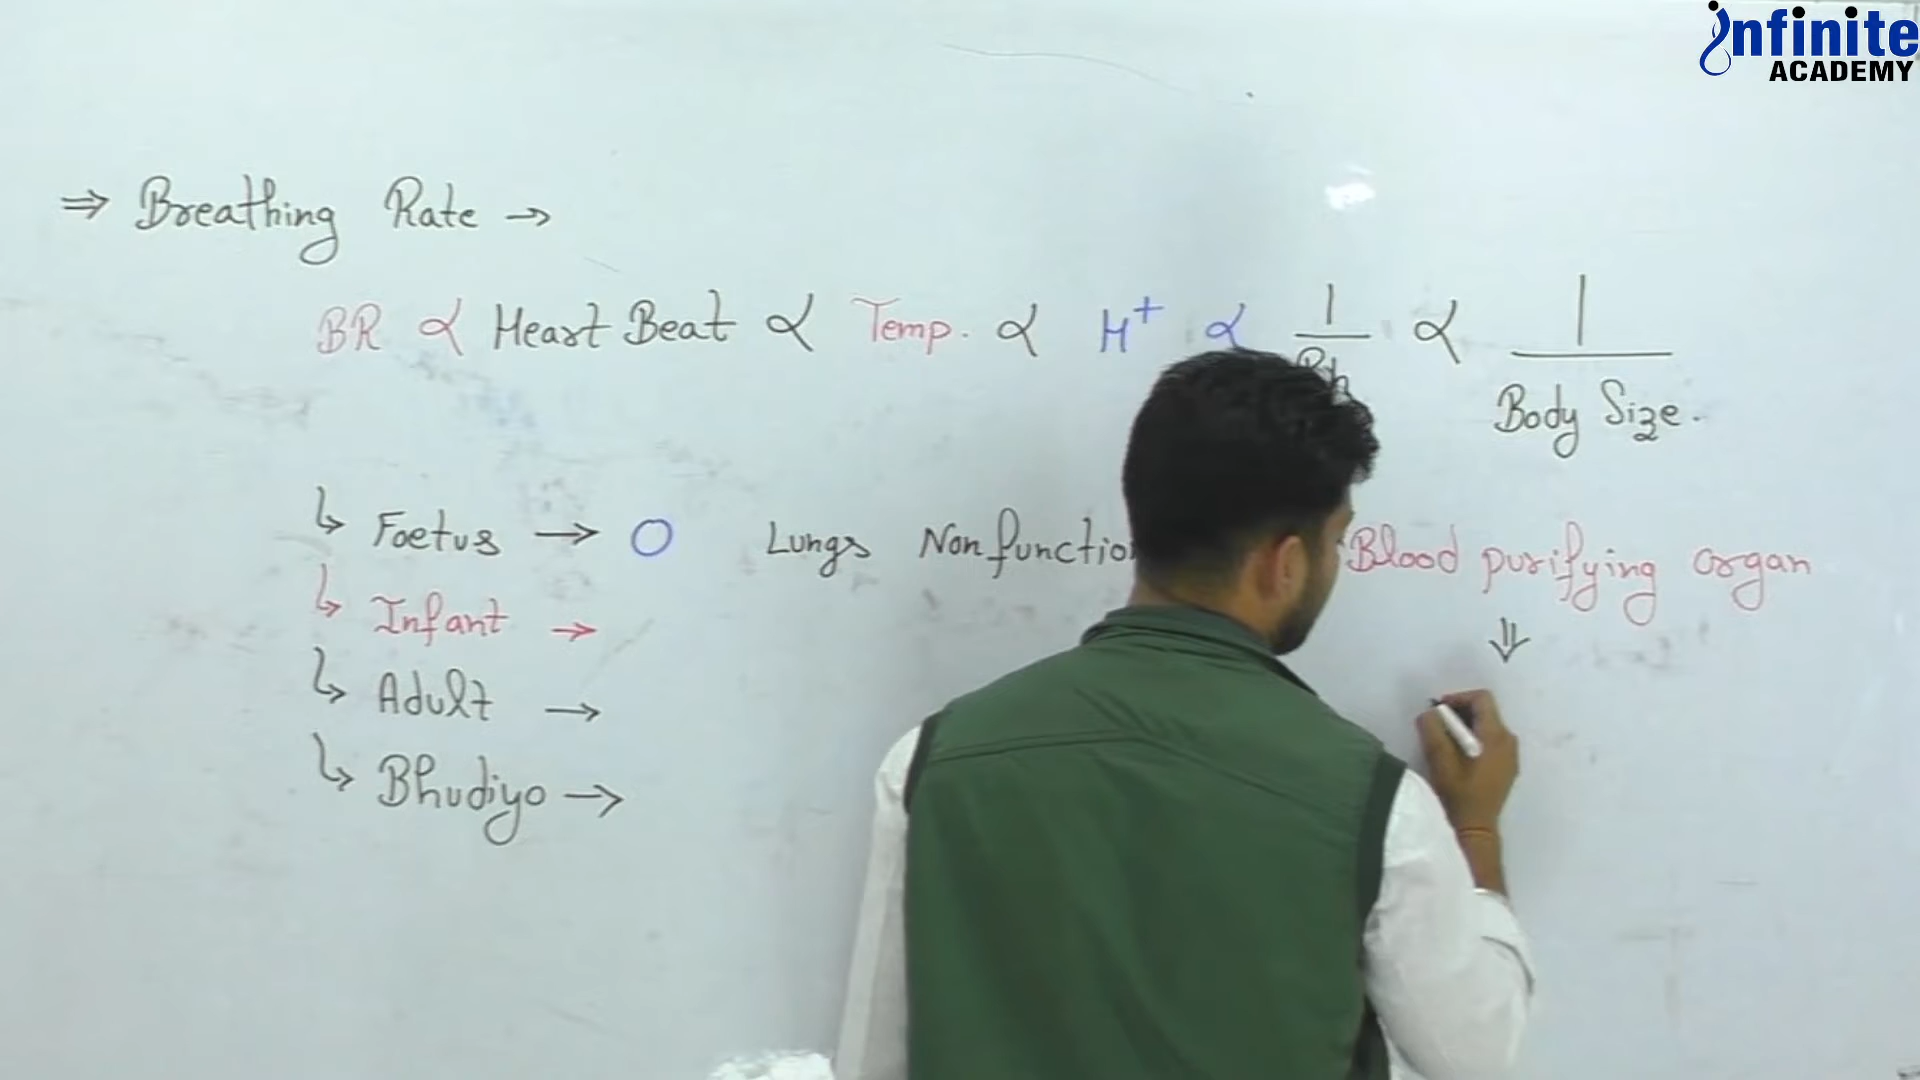 infinite
ACADEMY
⇒ Breathing Rate →
BR ∝ Heart Beat ∝ Temp. ∝ H⁺ ∝ 1/Ph ∝ 1/Body Size.
↳ Foetus → O Lungs Nonfunctio Blood purifying organ
⇓
↳ Infant →
↳ Adult →
↳ Bhudiyo →